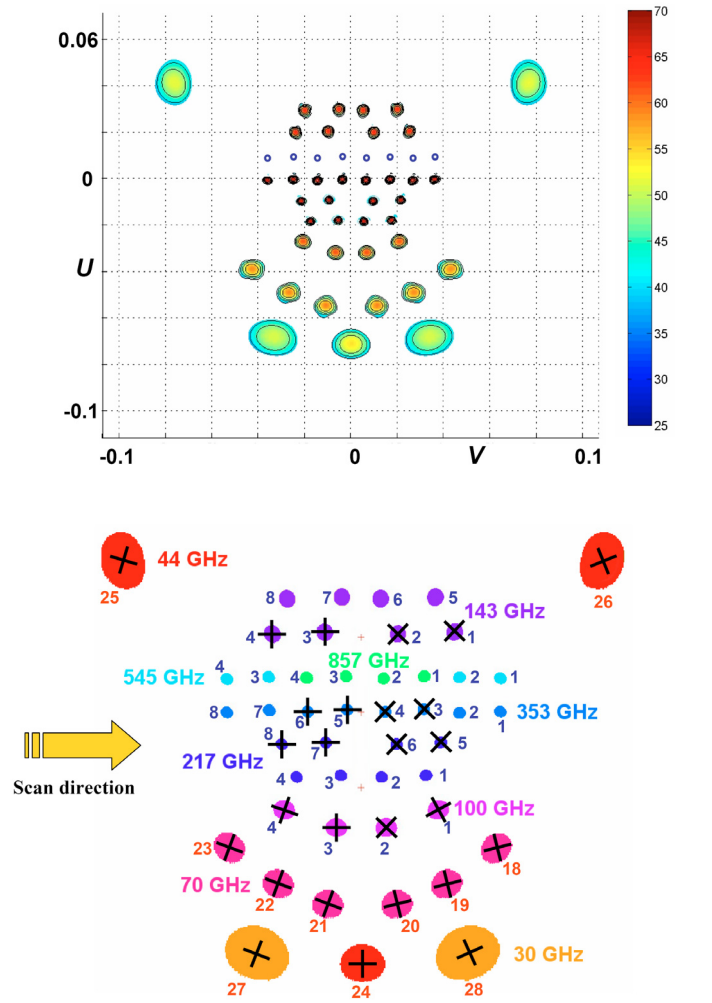 0.06
0
U
-0.1
-0.1 0 V 0.1
70
65
60
55
50
45
40
35
30
25
44 GHz
25
26
8 7 6 5
143 GHz
4 3 2 1
857 GHz
545 GHz 4 3 4 3 2 1 2 1
8 7 6 5 4 3 2 1 353 GHz
8 7 6 5
217 GHz
4 3 2 1
Scan direction
100 GHz
4 3 2 1
23 18
70 GHz
22 21 20 19
30 GHz
27 24 28